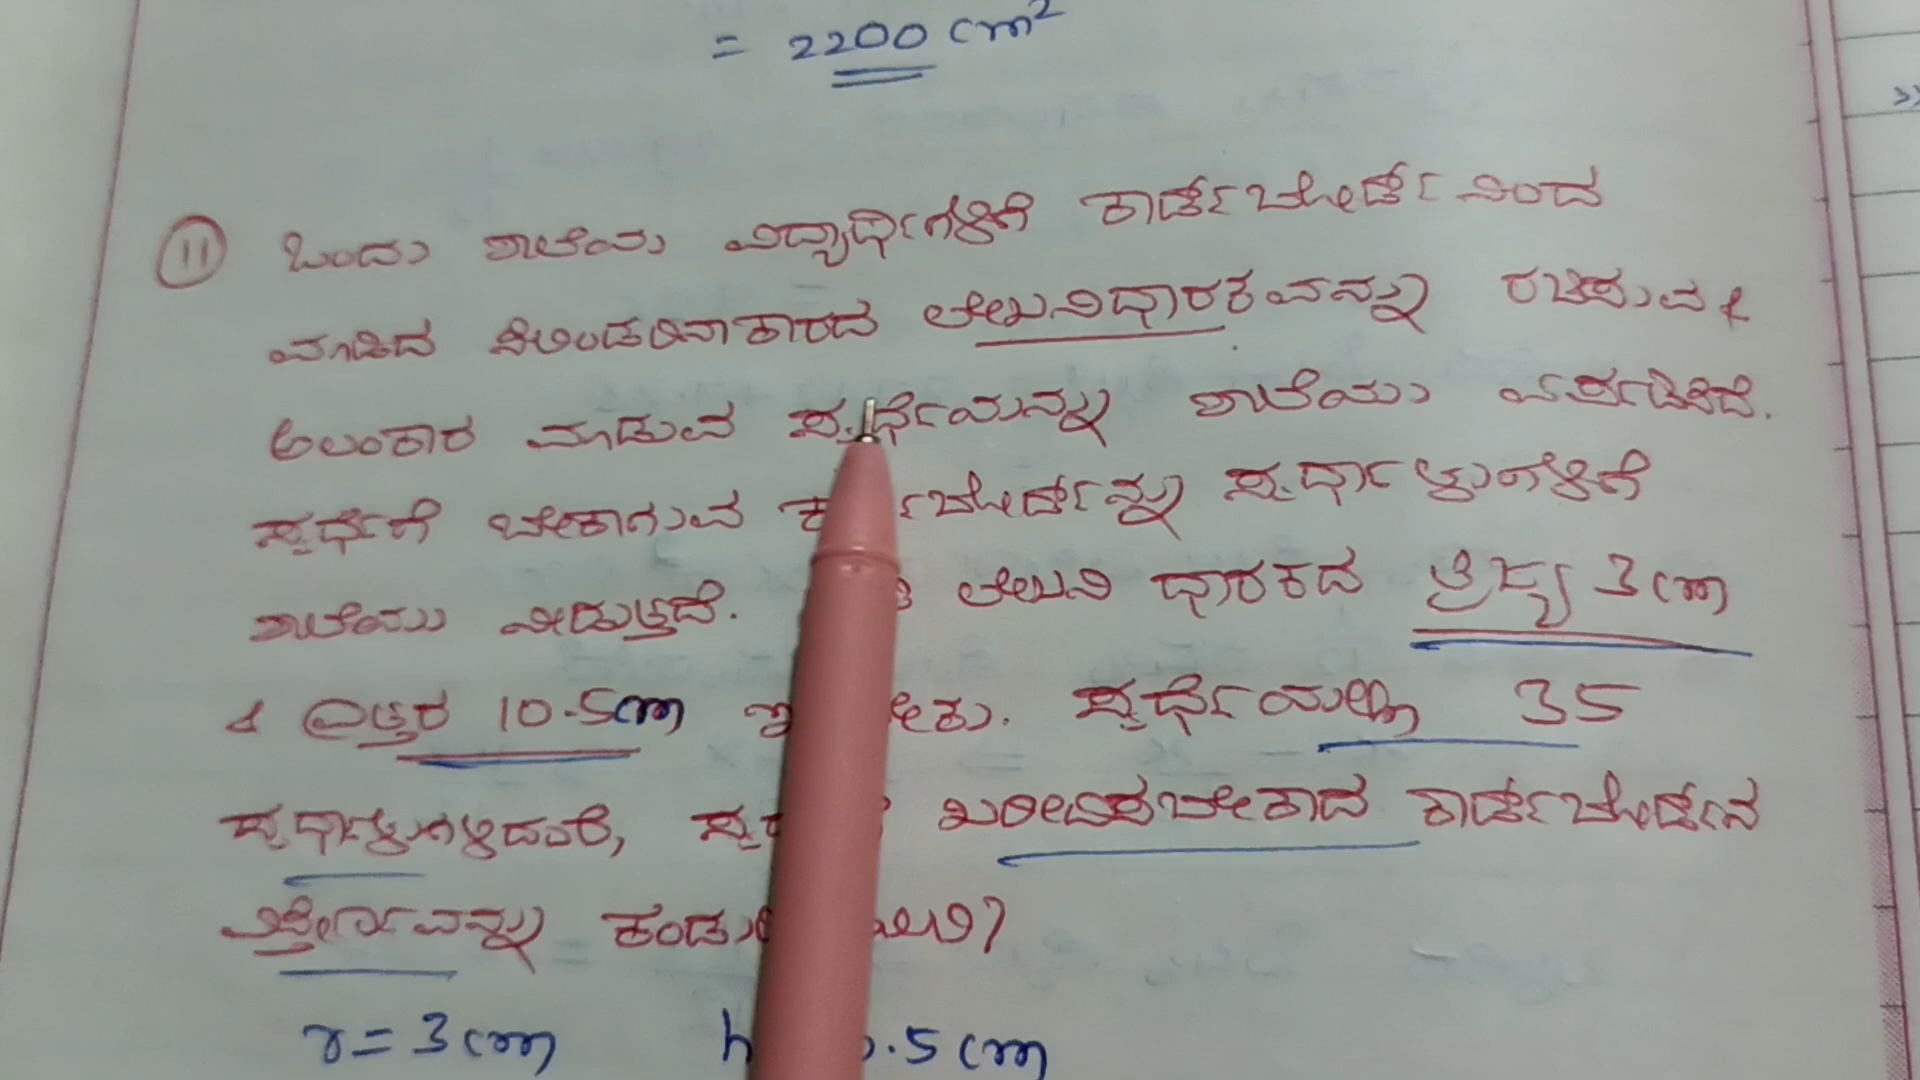 = 2200 cm²
11 ಒಂದು ಶಾಲೆಯು ವಿದ್ಯಾರ್ಥಿಗಳಿಗೆ ಕಾರ್ಡ್‌ಬೋರ್ಡ್‌ನಿಂದ
ಮಾಡಿದ ಸಿಲಿಂಡರಿನಾಕಾರದ ಲೇಖನಿಧಾರಕವನ್ನು ರಚಿಸುವ &
ಅಲಂಕಾರ ಮಾಡುವ ಸ್ಪರ್ಧೆಯನ್ನು ಶಾಲೆಯು ಏರ್ಪಡಿಸಿದೆ.
ಸ್ಪರ್ಧೆಗೆ ಬೇಕಾಗುವ ಸ್ಪರ್ಧಾಳುಗಳಿಗೆ
ಶಾಲೆಯು ನೀಡುತ್ತದೆ. ಲೇಖನಿ ಧಾರಕದ ತ್ರಿಜ್ಯ 3 cm
& ಎತ್ತರ 10.5cm ಸ್ಪರ್ಧೆಯಲ್ಲಿ 35
ಸ್ಪರ್ಧಾಳುಗಳಿದ್ದರೆ, ಖರೀದಿಸಬೇಕಾದ ಕಾರ್ಡ್‌ಬೋರ್ಡ್‌ನ
ವಿಸ್ತೀರ್ಣವನ್ನು
r = 3 cm h .5 cm